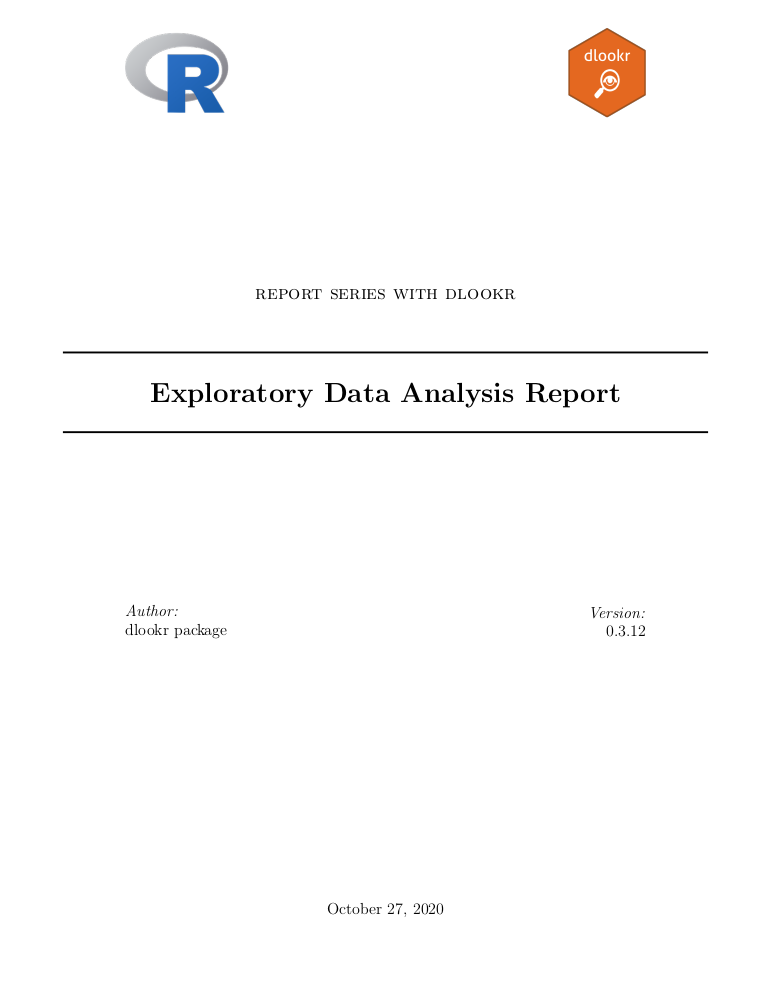 R
dlookr
REPORT SERIES WITH DLOOKR
Exploratory Data Analysis Report
Author:
dlookr package
Version:
0.3.12
October 27, 2020